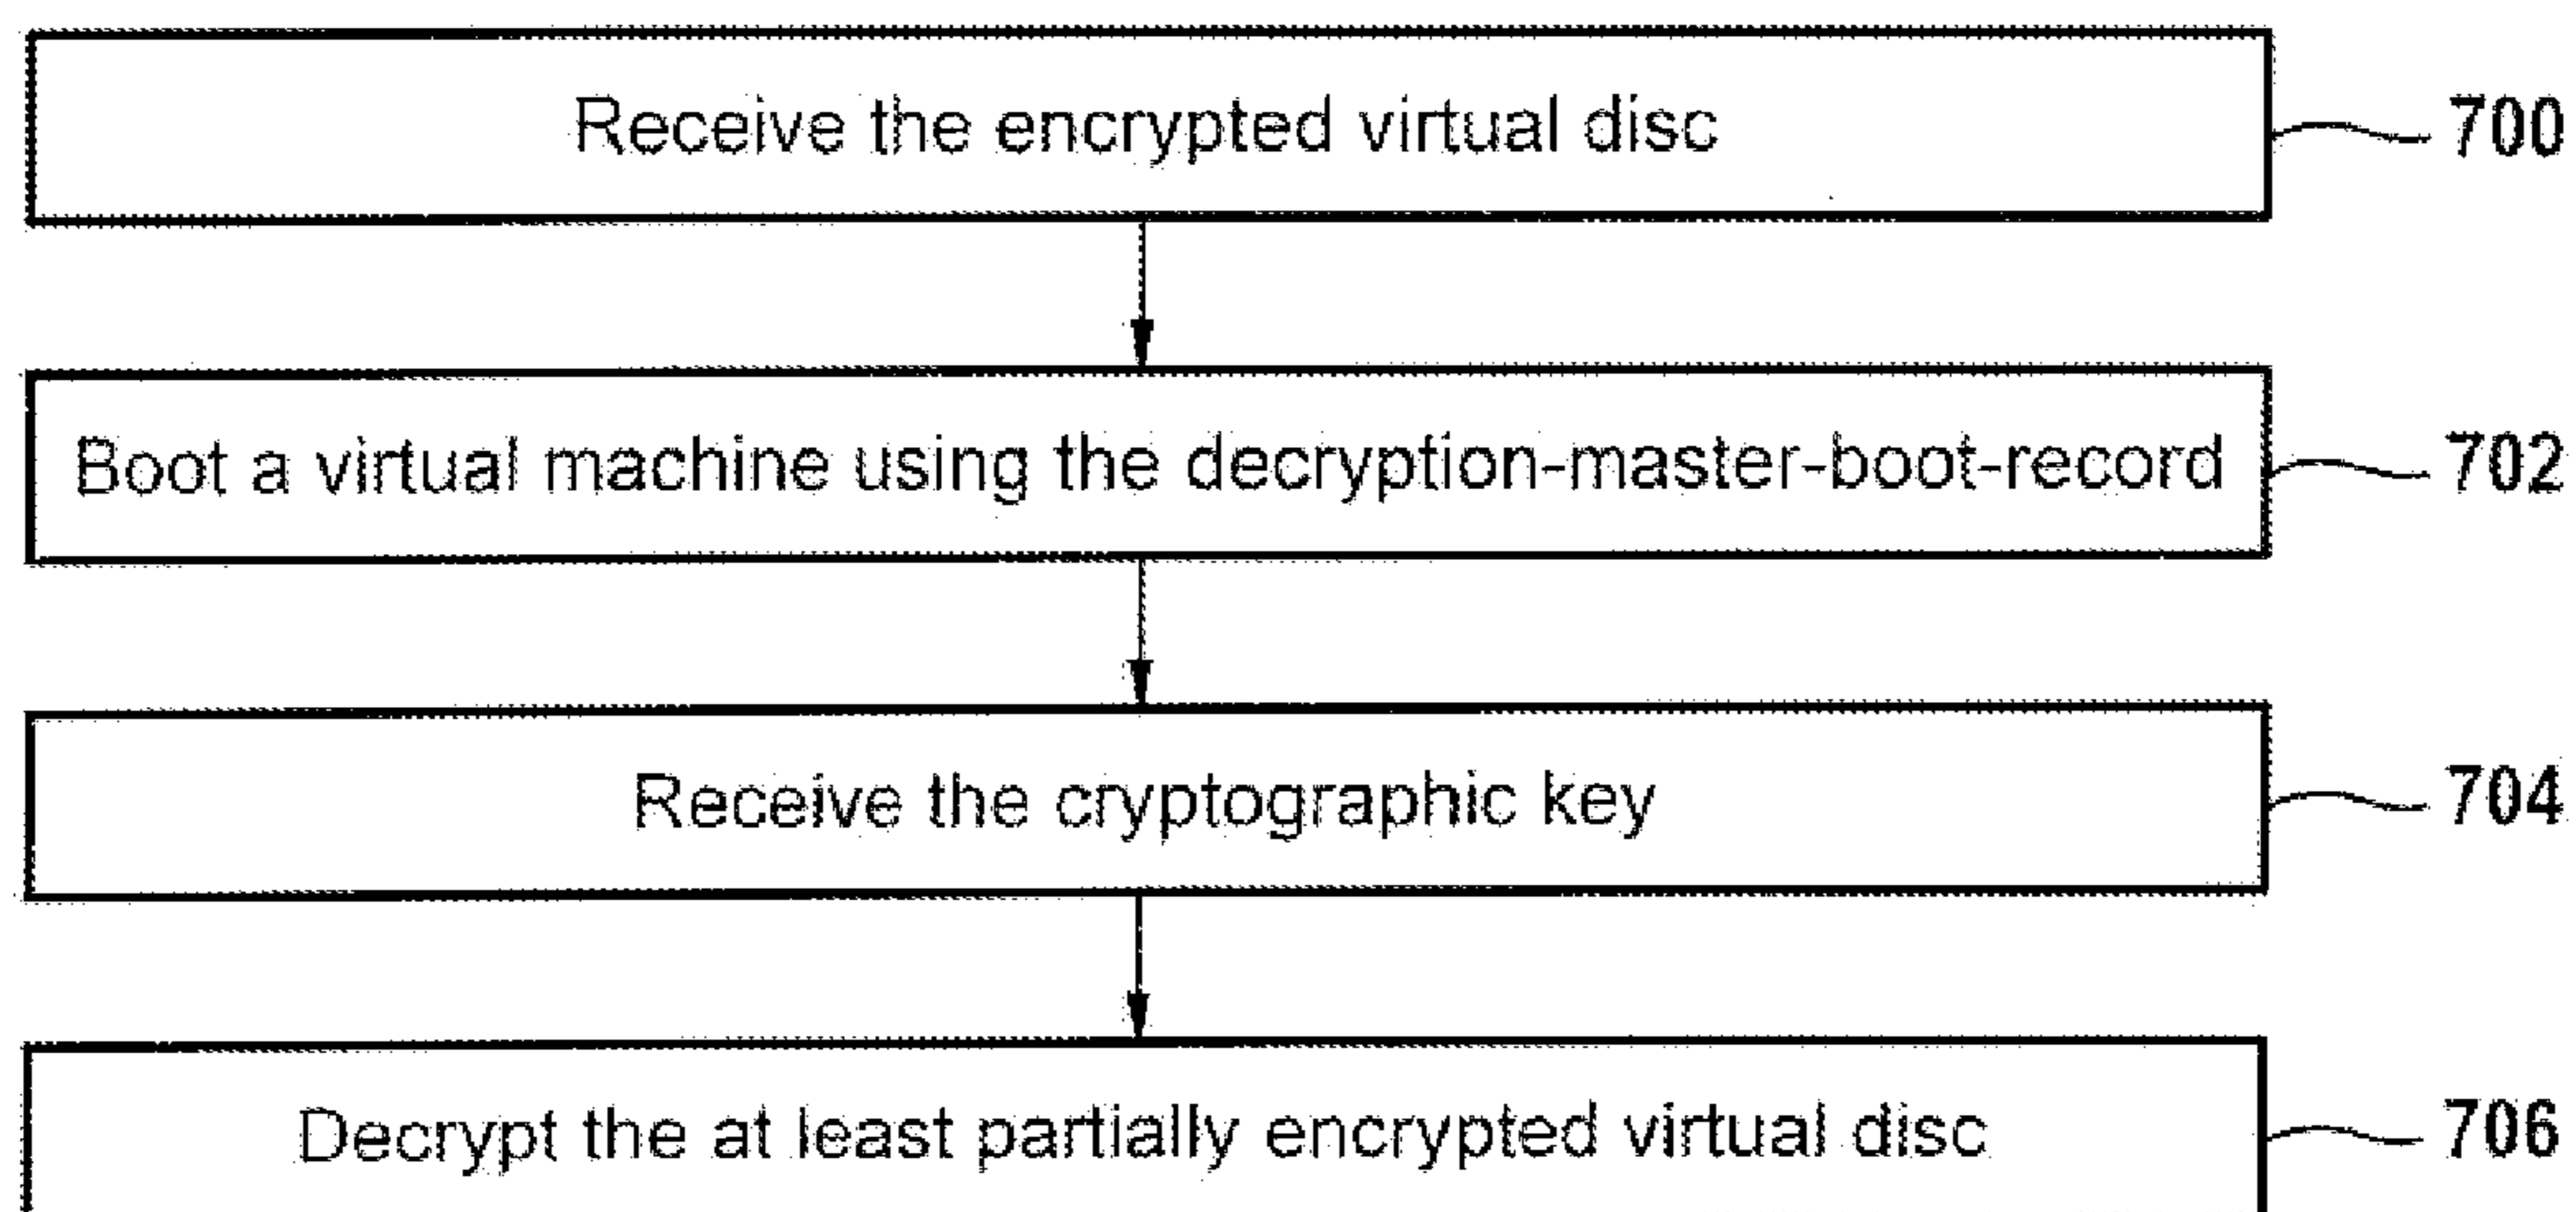 Receive the encrypted virtual disc
700
Boot a virtual machine using the decryption-master-boot-record
702
Receive the cryptographic key
704
Decrypt the at least partially encrypted virtual disc
706